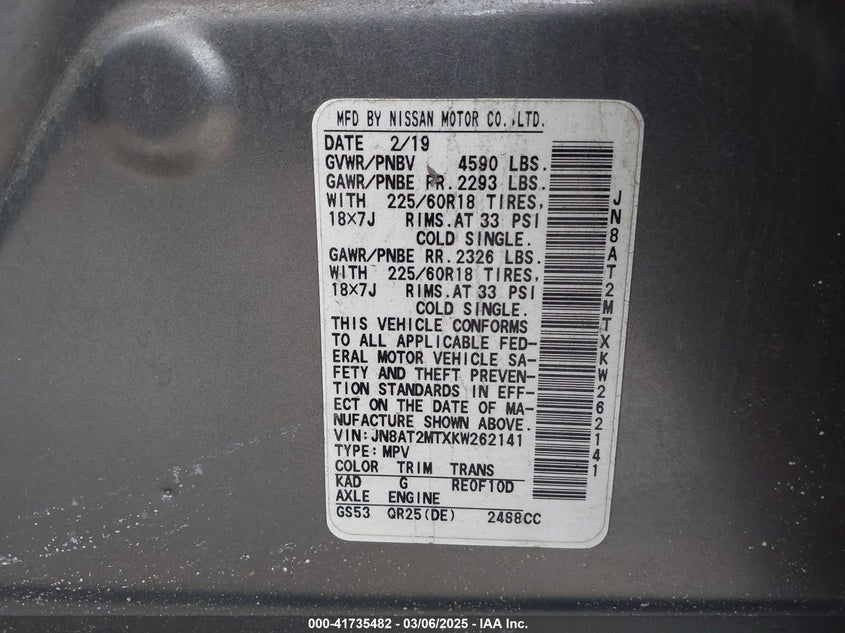 MFD BY NISSAN MOTOR CO.,LTD.
DATE 2/19
GVWR/PNBV 4590 LBS.
GAWR/PNBE FR. 2293 LBS.
WITH 225/60R18 TIRES,
18×7J RIMS.AT 33 PSI
COLD SINGLE.
GAWR/PNBE RR. 2326 LBS.
WITH 225/60R18 TIRES,
18×7J RIMS.AT 33 PSI
COLD SINGLE.
THIS VEHICLE CONFORMS
TO ALL APPLICABLE FED-
ERAL MOTOR VEHICLE SA-
FETY AND THEFT PREVEN-
TION STANDARDS IN EFF-
ECT ON THE DATE OF MA-
NUFACTURE SHOWN ABOVE.
VIN:JN8AT2MTXKW262141
TYPE:MPV
COLOR TRIM TRANS
KAD G RE0F10D
AXLE ENGINE
GS53 QR25(DE) 2488CC
JN8AT2MTXKW262141
000-41735482 - 03/06/2025 - IAA Inc.